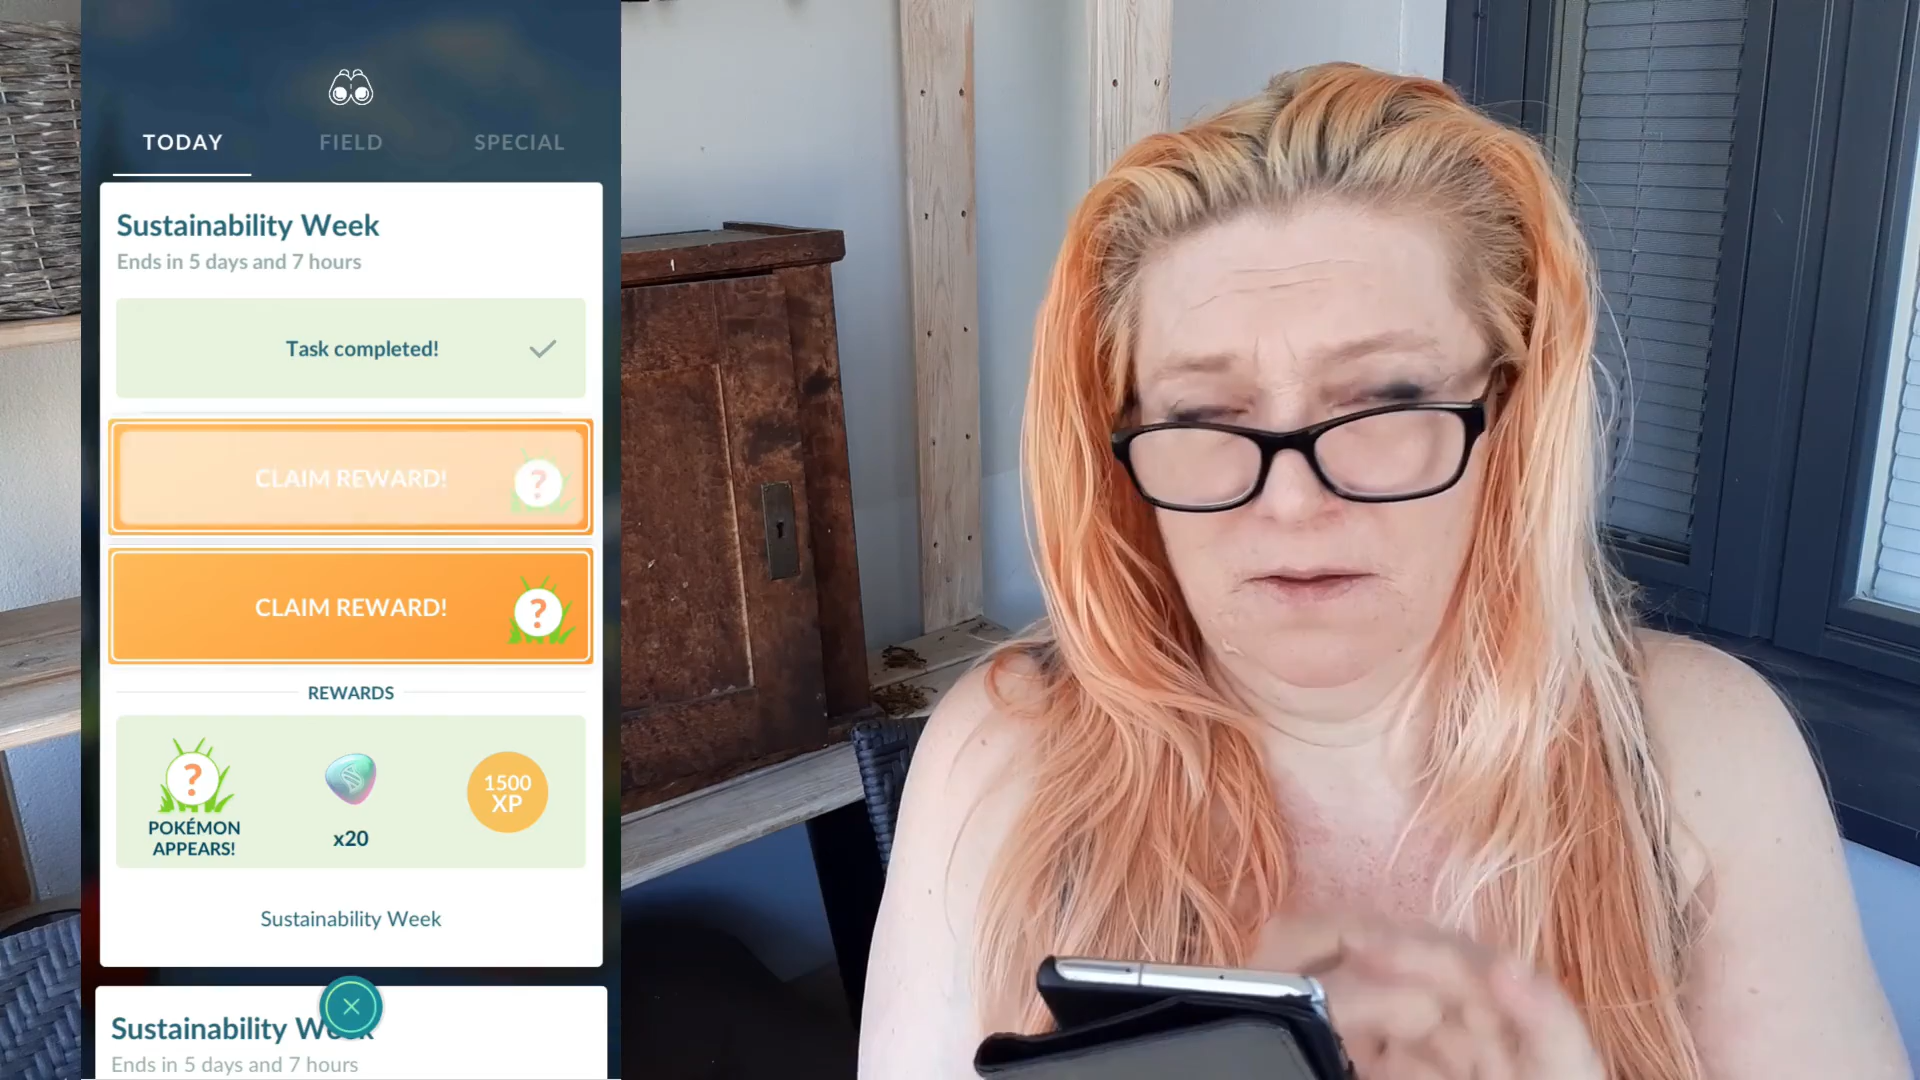 TODAY
FIELD
SPECIAL
Sustainability Week
Ends in 5 days and 7 hours
Task completed!
CLAIM REWARD!
?
CLAIM REWARD!
?
REWARDS
?
POKÉMON
APPEARS!
x20
1500
XP
Sustainability Week
Sustainability
Ends in 5 days and 7 hours